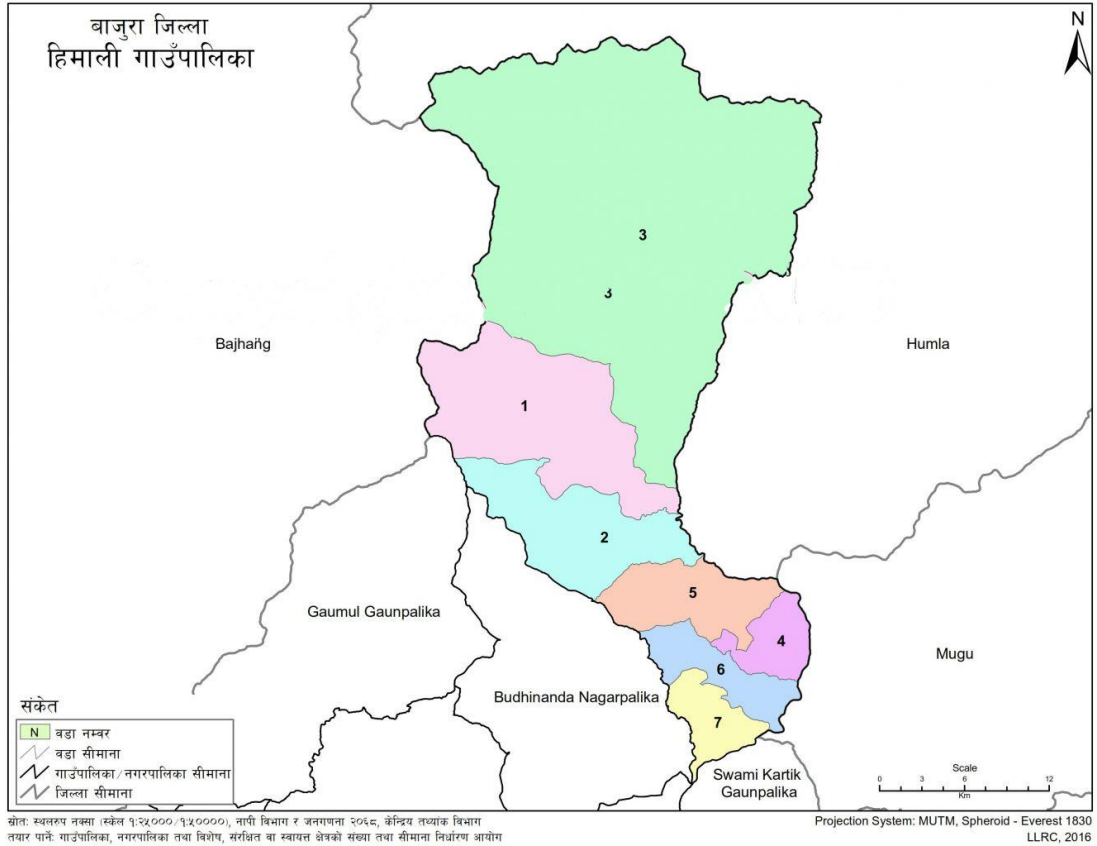 बाजुरा जिल्ला
हिमाली गाउँपालिका
N
3
3
Bajhańg
Humla
1
2
5
4
Gaumul Gaunpalika
6
Mugu
Budhinanda Nagarpalika
7
Swami Kartik
Gaunpalika
संकेत
N वडा नम्बर
वडा सीमाना
गाउँपालिका/नगरपालिका सीमाना
जिल्ला सीमाना
Scale
0 3 6 12
Km
स्रोत: स्थलरुप नक्सा (स्केल १:२५०००/१:५००००), नापी विभाग र जनगणना २०६८, केन्द्रिय तथ्यांक विभाग
तयार पार्ने: गाउँपालिका, नगरपालिका तथा विशेष, संरक्षित वा स्वायत्त क्षेत्रको संख्या तथा सीमाना निर्धारण आयोग
Projection System: MUTM, Spheroid - Everest 1830
LLRC, 2016